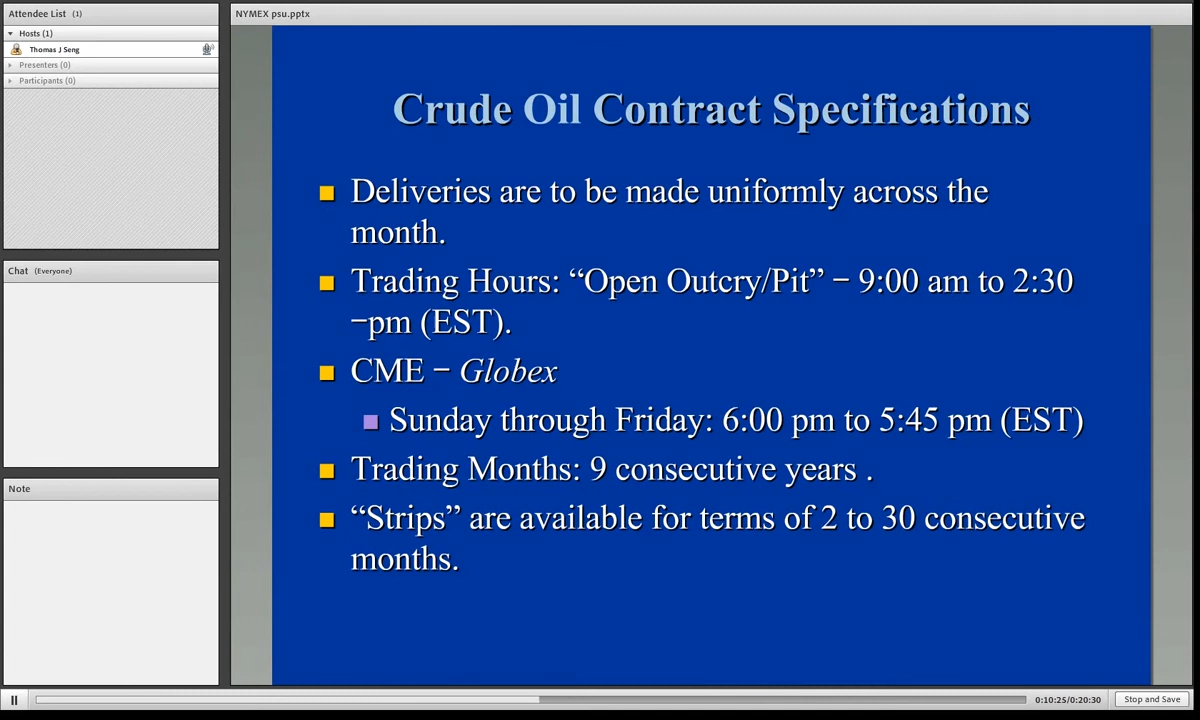 Attendee List (1)
Hosts (1)
Thomas J Seng
Presenters (0)
Participants (0)
Chat (Everyone)
Note
NYMEX psu.pptx
Crude Oil Contract Specifications
Deliveries are to be made uniformly across the
month.
Trading Hours: “Open Outcry/Pit” – 9:00 am to 2:30
–pm (EST).
CME – Globex
Sunday through Friday: 6:00 pm to 5:45 pm (EST)
Trading Months: 9 consecutive years .
“Strips” are available for terms of 2 to 30 consecutive
months.
0:10:25/0:20:30
Stop and Save